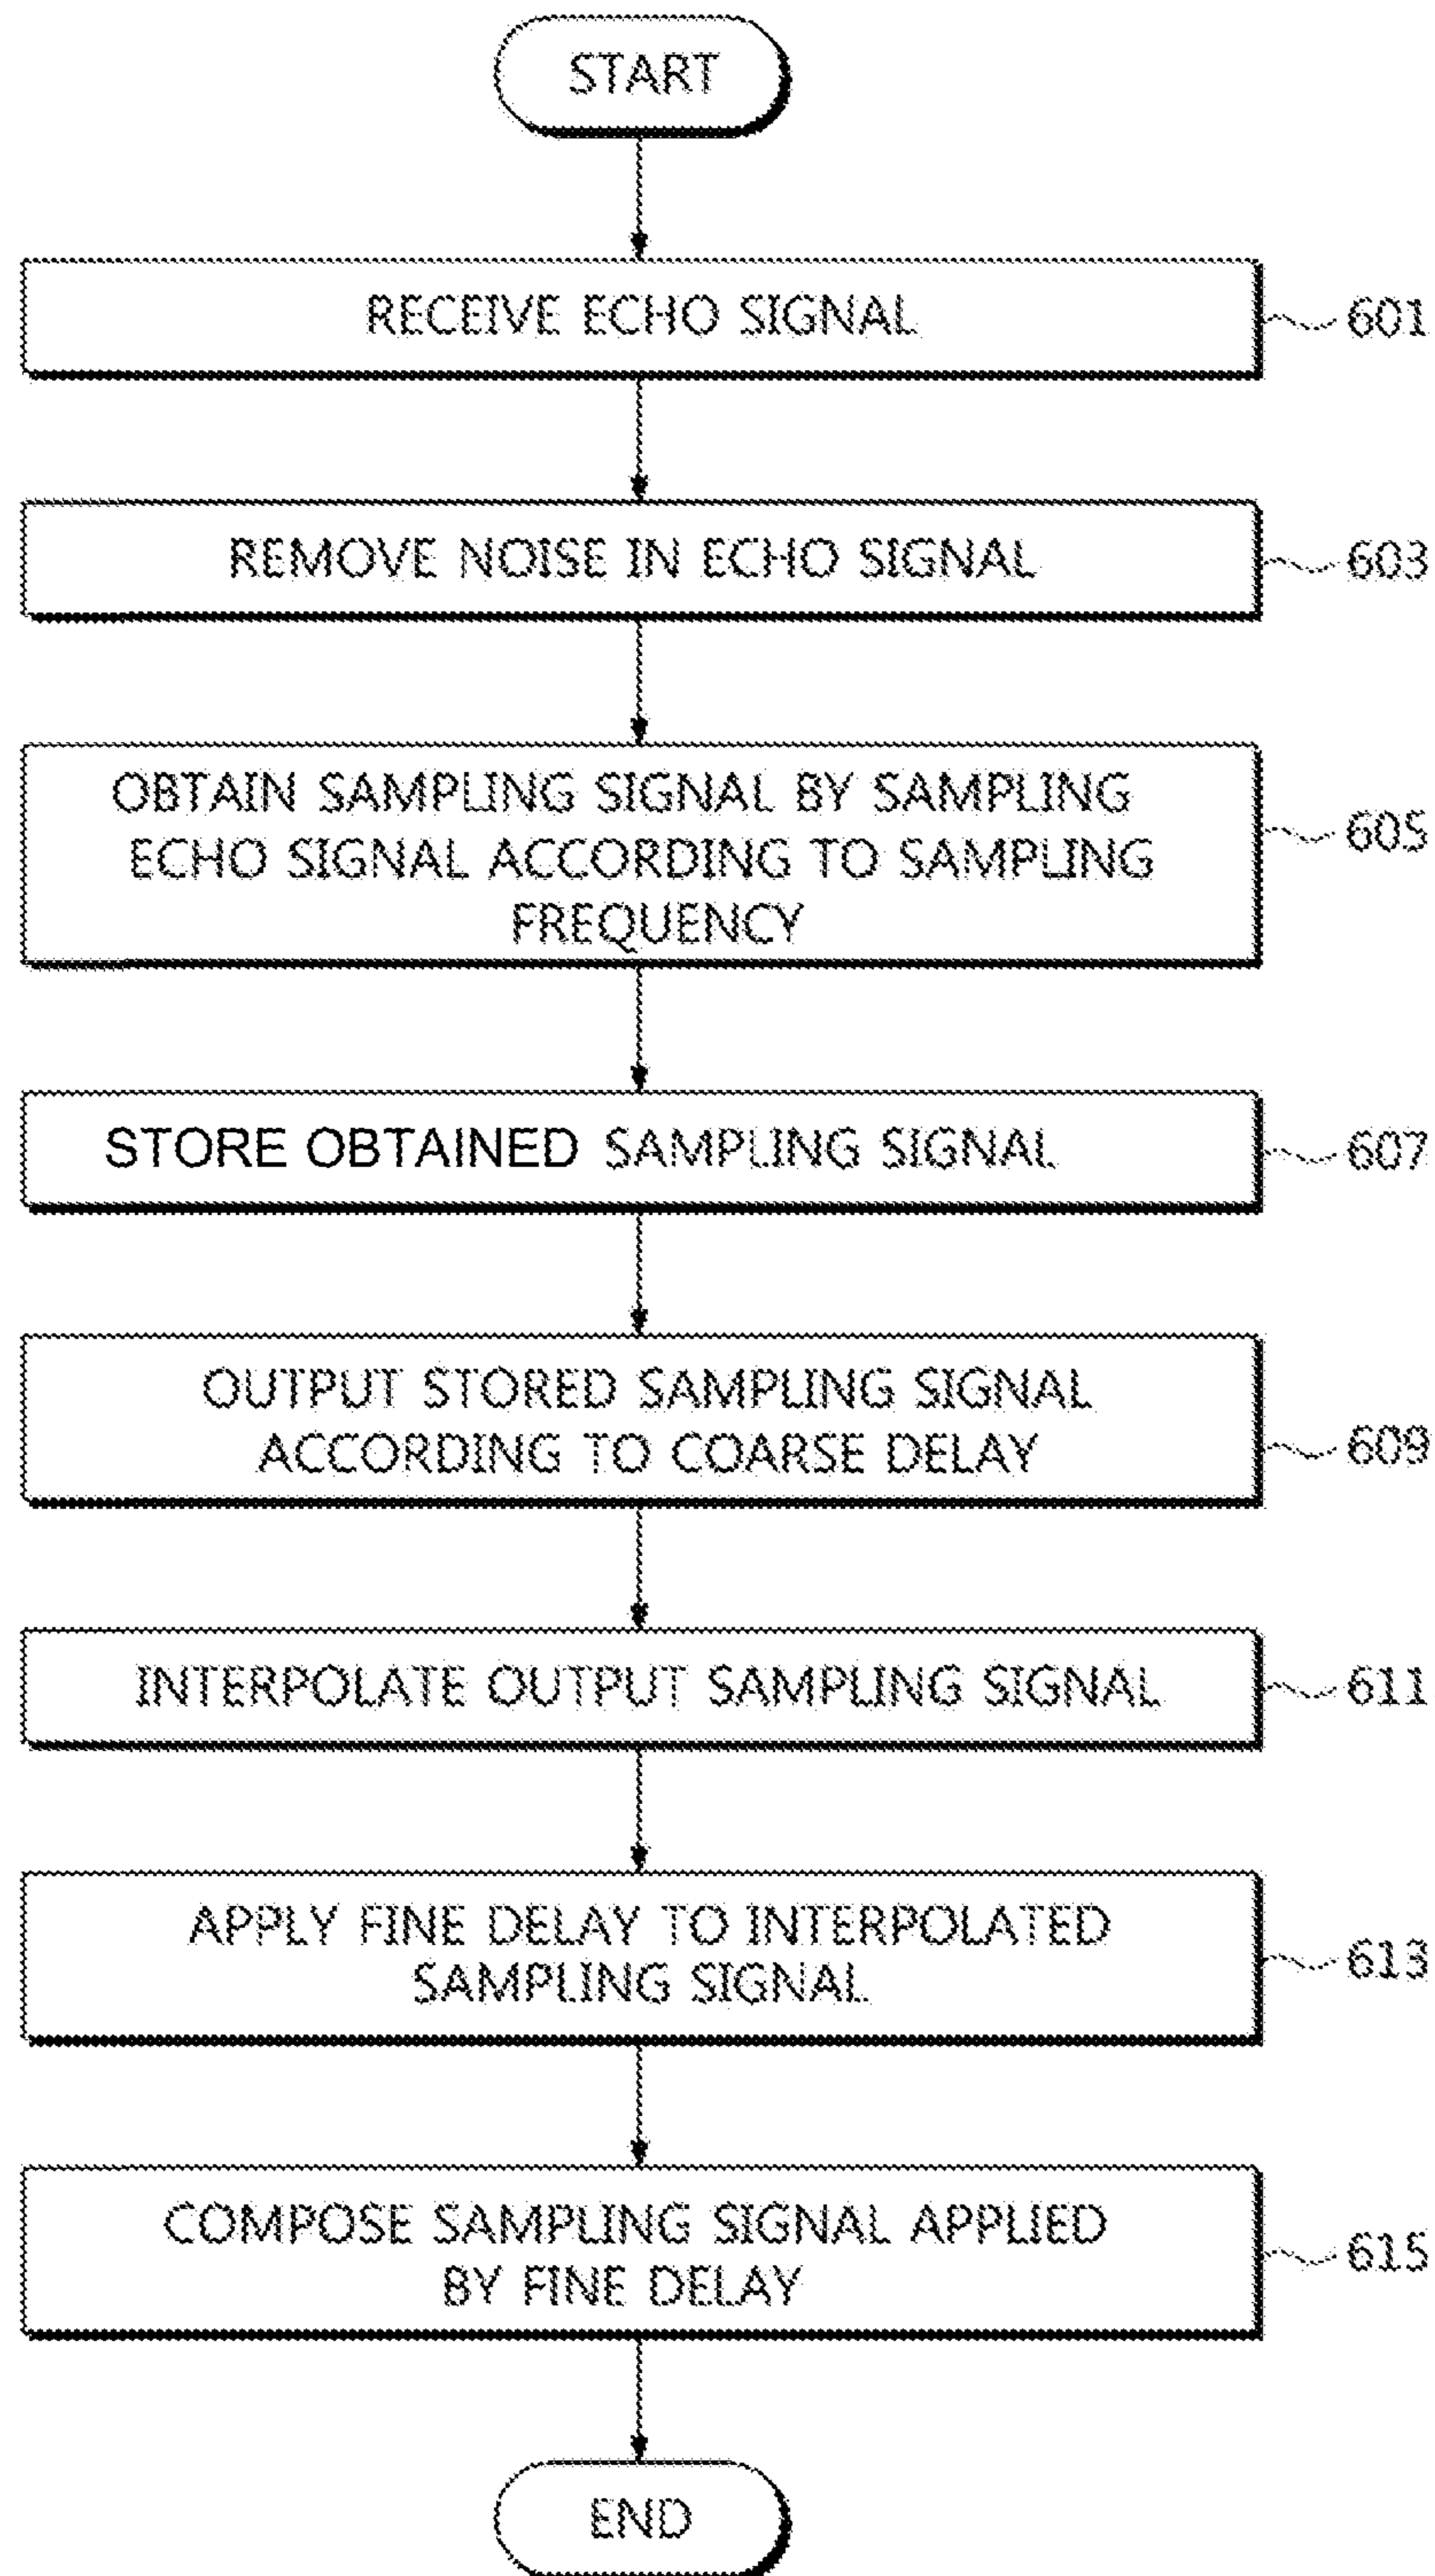 START
RECEIVE ECHO SIGNAL
601
REMOVE NOISE IN ECHO SIGNAL
603
OBTAIN SAMPLING SIGNAL BY SAMPLING
ECHO SIGNAL ACCORDING TO SAMPLING
FREQUENCY
605
STORE OBTAINED SAMPLING SIGNAL
607
OUTPUT STORED SAMPLING SIGNAL
ACCORDING TO COARSE DELAY
609
INTERPOLATE OUTPUT SAMPLING SIGNAL
611
APPLY FINE DELAY TO INTERPOLATED
SAMPLING SIGNAL
613
COMPOSE SAMPLING SIGNAL APPLIED
BY FINE DELAY
615
END